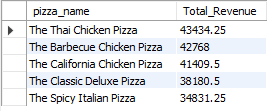 pizza_name Total_Revenue
The Thai Chicken Pizza 43434.25
The Barbecue Chicken Pizza 42768
The California Chicken Pizza 41409.5
The Classic Deluxe Pizza 38180.5
The Spicy Italian Pizza 34831.25